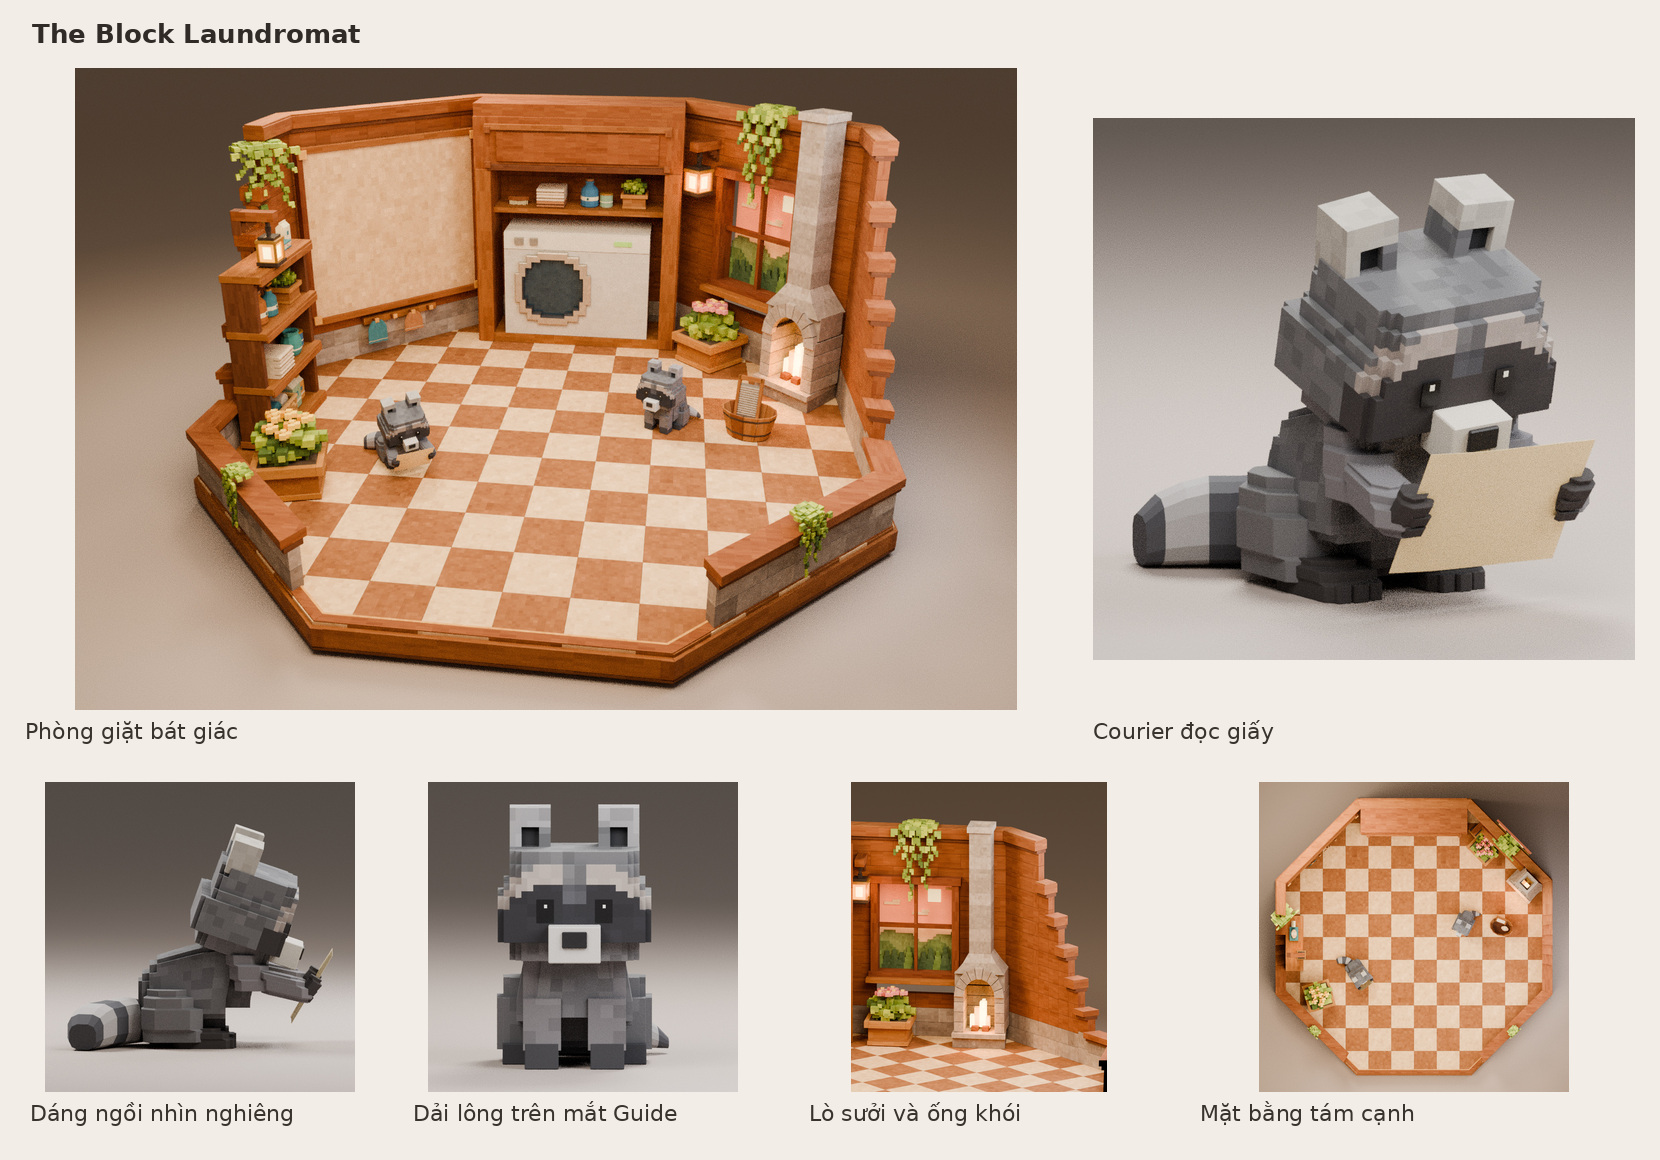 The Block Laundromat
Phòng giặt bát giác
Courier đọc giấy
Dáng ngồi nhìn nghiêng
Dải lông trên mắt Guide
Lò sưởi và ống khói
Mặt bằng tám cạnh